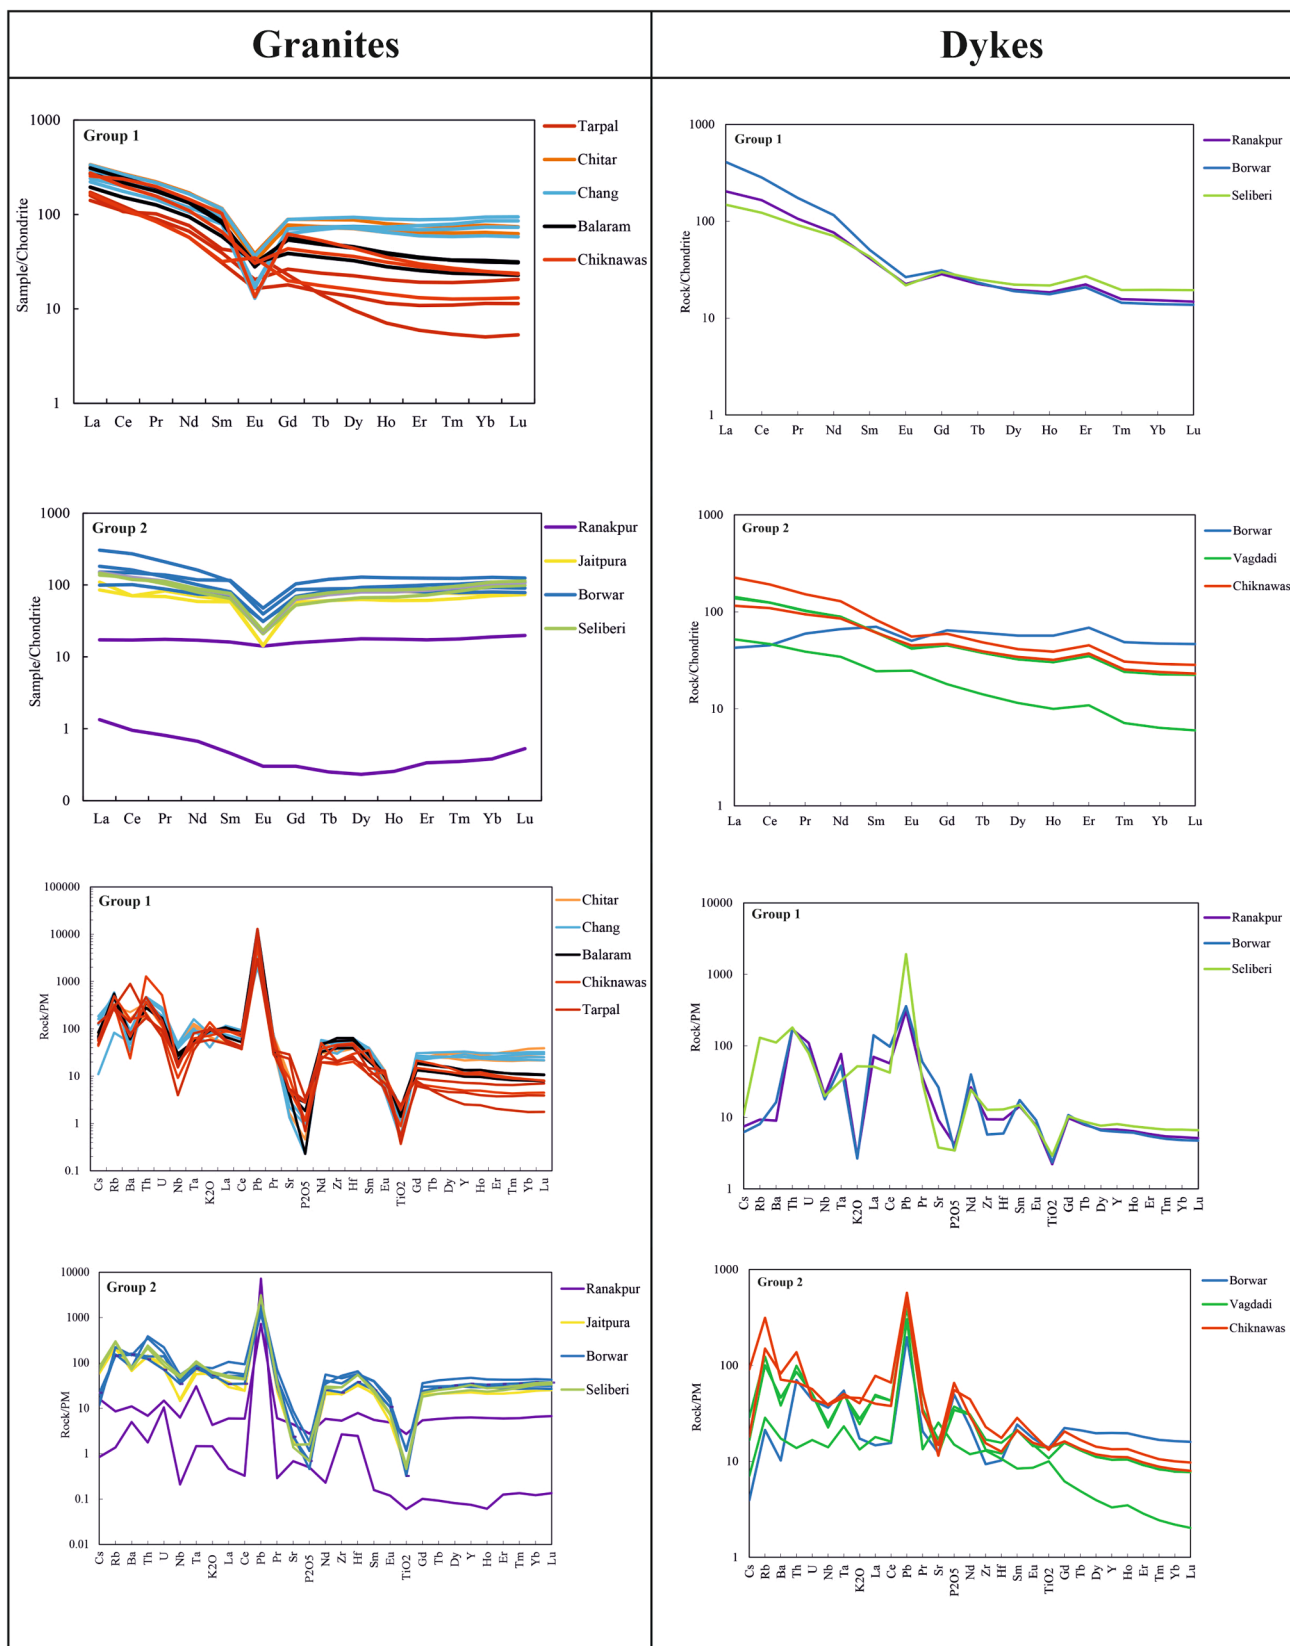 Granites
Dykes
Group 1
1000
100
10
1
Sample/Chondrite
La Ce Pr Nd Sm Eu Gd Tb Dy Ho Er Tm Yb Lu
Tarpal
Chitar
Chang
Balaram
Chiknawas
Group 1
1000
100
10
1
Rock/Chondrite
La Ce Pr Nd Sm Eu Gd Tb Dy Ho Er Tm Yb Lu
Ranakpur
Borwar
Seliberi
Group 2
1000
100
10
1
0
Sample/Chondrite
La Ce Pr Nd Sm Eu Gd Tb Dy Ho Er Tm Yb Lu
Ranakpur
Jaitpura
Borwar
Seliberi
Group 2
1000
100
10
1
Rock/Chondrite
La Ce Pr Nd Sm Eu Gd Tb Dy Ho Er Tm Yb Lu
Borwar
Vagdadi
Chiknawas
Group 1
100000
10000
1000
100
10
1
0.1
Rock/PM
Cs Rb Ba Th U Nb Ta K2O La Ce Pb Pr Sr P2O5 Nd Zr Hf Sm Eu TiO2 Gd Tb Dy Y Ho Er Tm Yb Lu
Chitar
Chang
Balaram
Chiknawas
Tarpal
Group 1
10000
1000
100
10
1
Rock/PM
Cs Rb Ba Th U Nb Ta K2O La Ce Pb Pr Sr P2O5 Nd Zr Hf Sm Eu TiO2 Gd Tb Dy Y Ho Er Tm Yb Lu
Ranakpur
Borwar
Seliberi
Group 2
10000
1000
100
10
1
0.1
0.01
Rock/PM
Cs Rb Ba Th U Nb Ta K2O La Ce Pb Pr Sr P2O5 Nd Zr Hf Sm Eu TiO2 Gd Tb Dy Y Ho Er Tm Yb Lu
Ranakpur
Jaitpura
Borwar
Seliberi
Group 2
1000
100
10
1
Rock/PM
Cs Rb Ba Th U Nb Ta K2O La Ce Pb Pr Sr P2O5 Nd Zr Hf Sm Eu TiO2 Gd Tb Dy Y Ho Er Tm Yb Lu
Borwar
Vagdadi
Chiknawas